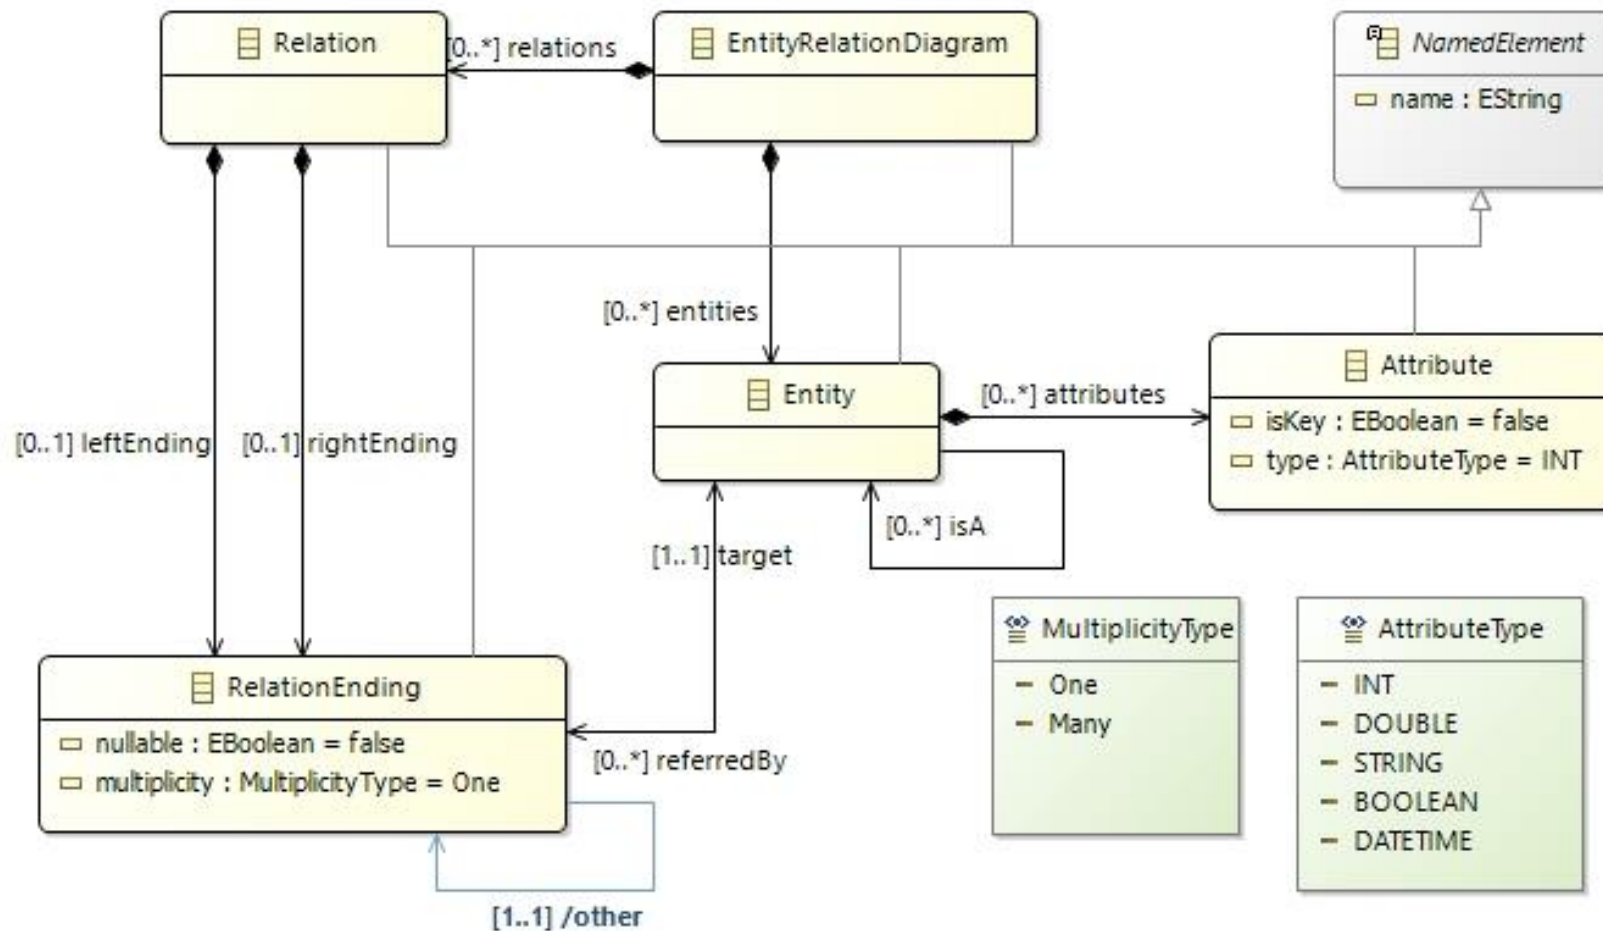 Relation
[0..*] relations
EntityRelationDiagram
NamedElement
name : EString
[0..*] entities
Entity
[0..*] attributes
Attribute
isKey : EBoolean = false
type : AttributeType = INT
[0..1] leftEnding
[0..1] rightEnding
[0..*] isA
[1..1] target
RelationEnding
nullable : EBoolean = false
multiplicity : MultiplicityType = One
[0..*] referredBy
[1..1] /other
MultiplicityType
One
Many
AttributeType
INT
DOUBLE
STRING
BOOLEAN
DATETIME